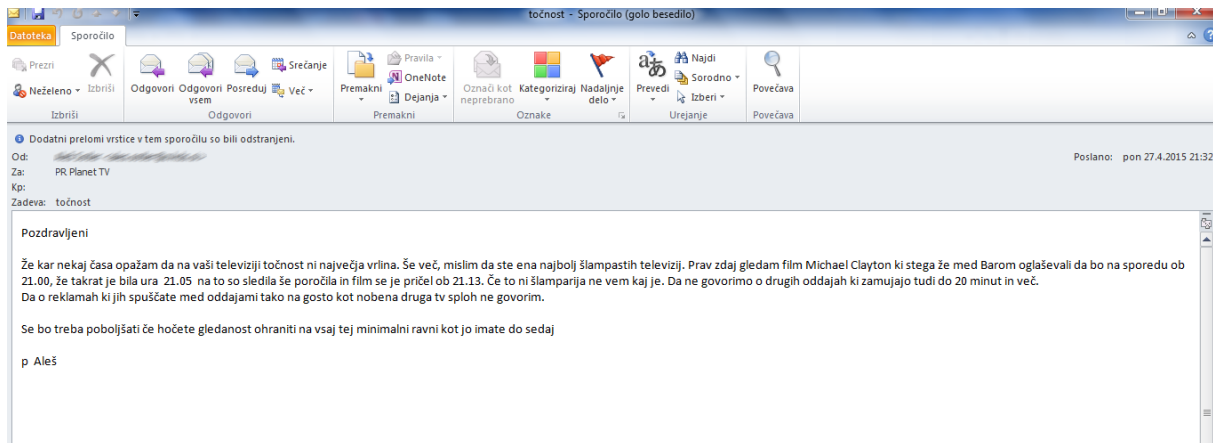 točnost - Sporočilo (golo besedilo)
Datoteka Sporočilo
Prezri
Neželeno
Izbriši
Izbriši
Odgovori
Odgovori vsem
Posreduj
Srečanje
Več
Odgovori
Premakni
Pravila
OneNote
Dejanja
Premakni
Označi kot neprebrano
Kategoriziraj
Nadaljnje delo
Oznake
Prevedi
Najdi
Sorodno
Izberi
Urejanje
Povečava
Povečava
Dodatni prelomi vrstice v tem sporočilu so bili odstranjeni.
Od:
Poslano: pon 27.4.2015 21:32
Za: PR Planet TV
Kp:
Zadeva: točnost
Pozdravljeni
Že kar nekaj časa opažam da na vaši televiziji točnost ni največja vrlina. Še več, mislim da ste ena najbolj šlampastih televizij. Prav zdaj gledam film Michael Clayton ki stega že med Barom oglaševali da bo na sporedu ob
21.00, že takrat je bila ura 21.05 na to so sledila še poročila in film se je pričel ob 21.13. Če to ni šlamparija ne vem kaj je. Da ne govorimo o drugih oddajah ki zamujajo tudi do 20 minut in več.
Da o reklamah ki jih spuščate med oddajami tako na gosto kot nobena druga tv sploh ne govorim.
Se bo treba poboljšati če hočete gledanost ohraniti na vsaj tej minimalni ravni kot jo imate do sedaj
p Aleš